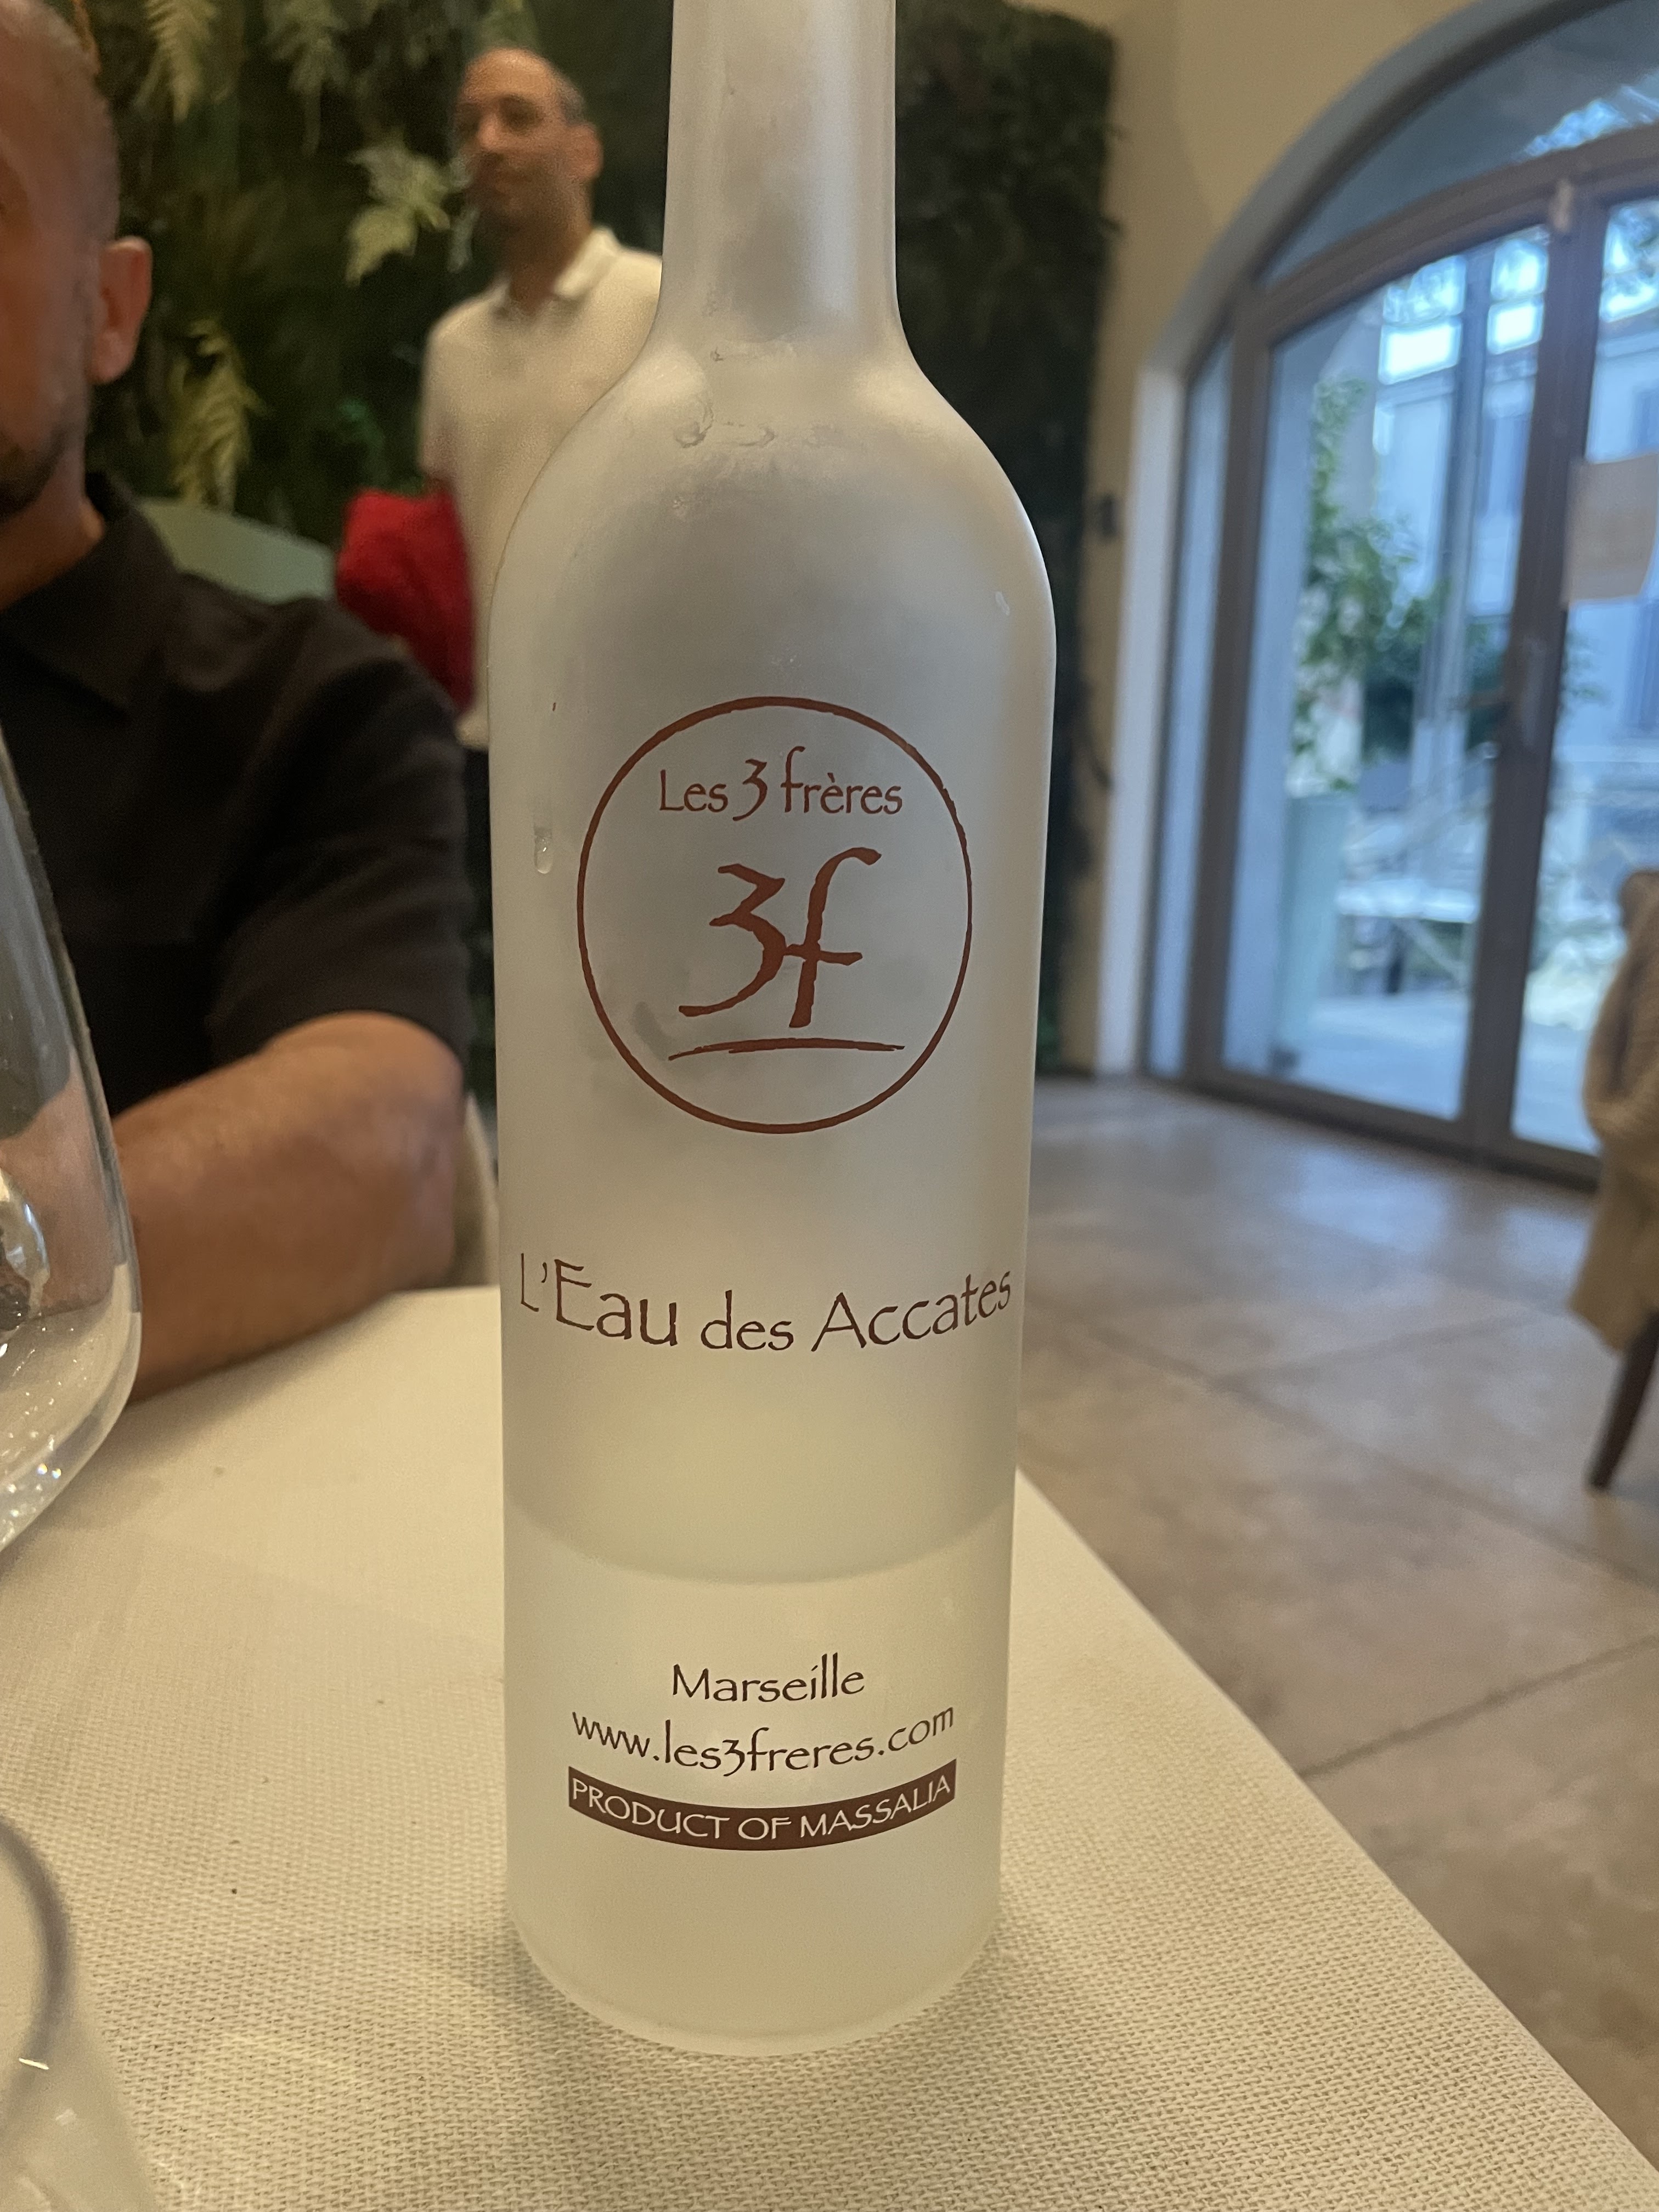 Les 3 frères
3f
L'Eau des Accates
Marseille
www.les3freres.com
PRODUCT OF MASSALIA